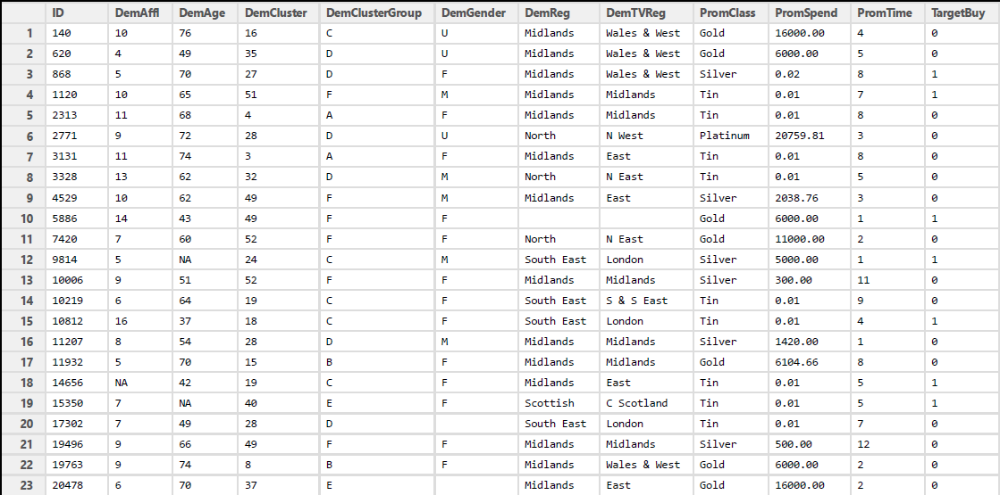 ID DemAffl DemAge DemCluster DemClusterGroup DemGender DemReg DemTVReg PromClass PromSpend PromTime TargetBuy
1 140 10 76 16 C U Midlands Wales & West Gold 16000.00 4 0
2 620 4 49 35 D U Midlands Wales & West Gold 6000.00 5 0
3 868 5 70 27 D F Midlands Wales & West Silver 0.02 8 1
4 1120 10 65 51 F M Midlands Midlands Tin 0.01 7 1
5 2313 11 68 4 A F Midlands Midlands Tin 0.01 8 0
6 2771 9 72 28 D U North N West Platinum 20759.81 3 0
7 3131 11 74 3 A F Midlands East Tin 0.01 8 0
8 3328 13 62 32 D M North N East Tin 0.01 5 0
9 4529 10 62 49 F M Midlands East Silver 2038.76 3 0
10 5886 14 43 49 F F Gold 6000.00 1 1
11 7420 7 60 52 F F North N East Gold 11000.00 2 0
12 9814 5 NA 24 C M South East London Silver 5000.00 1 1
13 10006 9 51 52 F F Midlands Midlands Silver 300.00 11 0
14 10219 6 64 19 C F South East S & S East Tin 0.01 9 0
15 10812 16 37 18 C F South East London Tin 0.01 4 1
16 11207 8 54 28 D M Midlands Midlands Silver 1420.00 1 0
17 11932 5 70 15 B F Midlands Midlands Gold 6104.66 8 0
18 14656 NA 42 19 C F Midlands East Tin 0.01 5 1
19 15350 7 NA 40 E F Scottish C Scotland Tin 0.01 5 1
20 17302 7 49 28 D South East London Tin 0.01 7 0
21 19496 9 66 49 F F Midlands Midlands Silver 500.00 12 0
22 19763 9 74 8 B F Midlands Wales & West Gold 6000.00 2 0
23 20478 6 70 37 E Midlands East Gold 16000.00 2 0